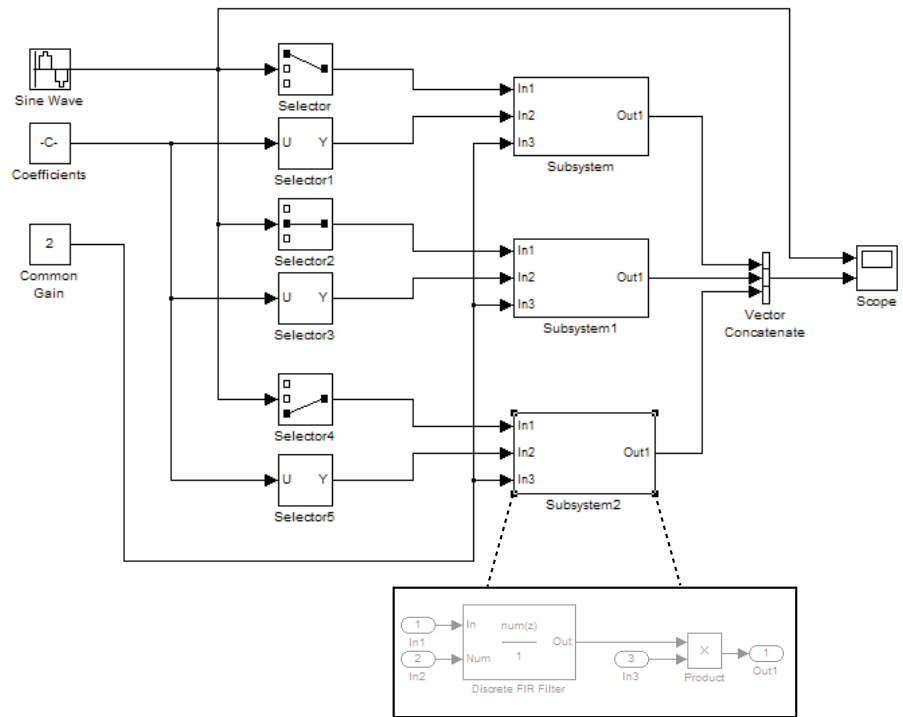 Sine Wave
-C-
Coefficients
2
Common
Gain
Selector
U Y
Selector1
Selector2
U Y
Selector3
Selector4
U Y
Selector5
In1
In2
In3
Out1
Subsystem
In1
In2
In3
Out1
Subsystem1
In1
In2
In3
Out1
Subsystem2
Vector
Concatenate
Scope
1
In1
2
In2
In
Num
num(z)
1
Out
Discrete FIR Filter
3
In3
×
Product
1
Out1